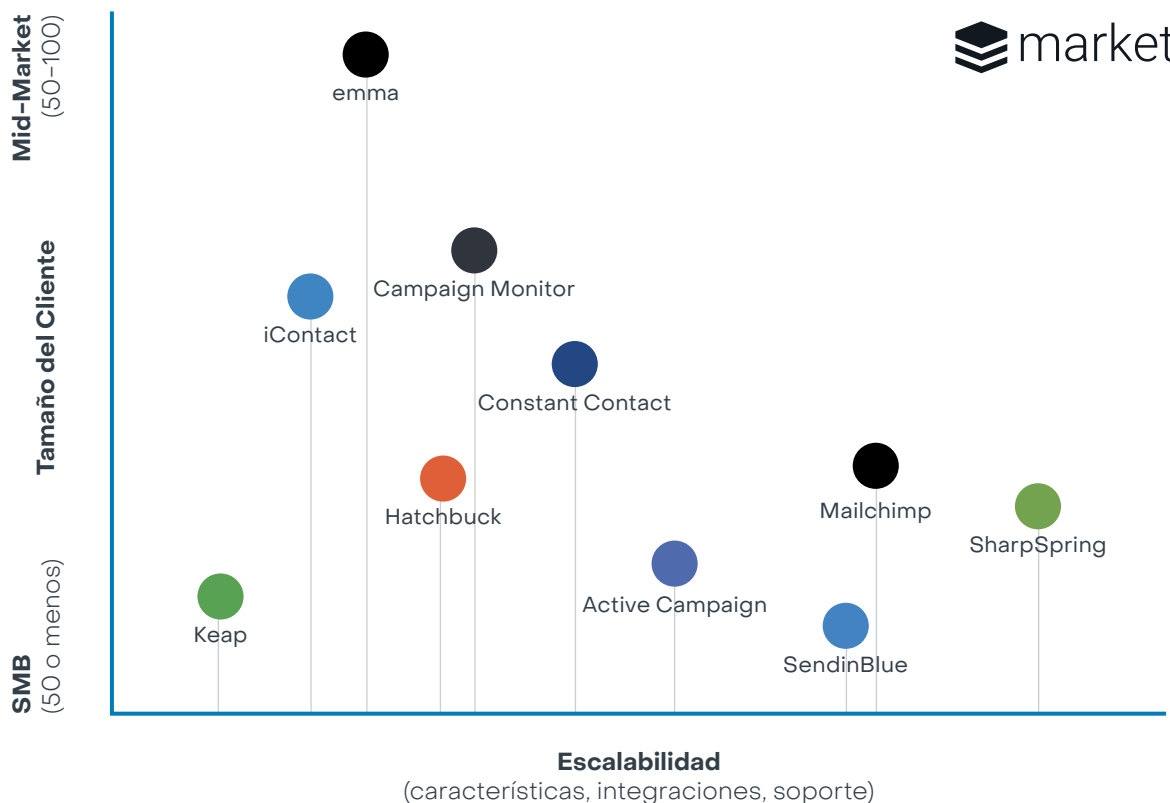 Mid-Market
(50-100)
market
emma
Campaign Monitor
iContact
Tamaño del Cliente
Constant Contact
Mailchimp
Hatchbuck
SharpSpring
Active Campaign
Keap
SendinBlue
SMB
(50 o menos)
Escalabilidad
(características, integraciones, soporte)